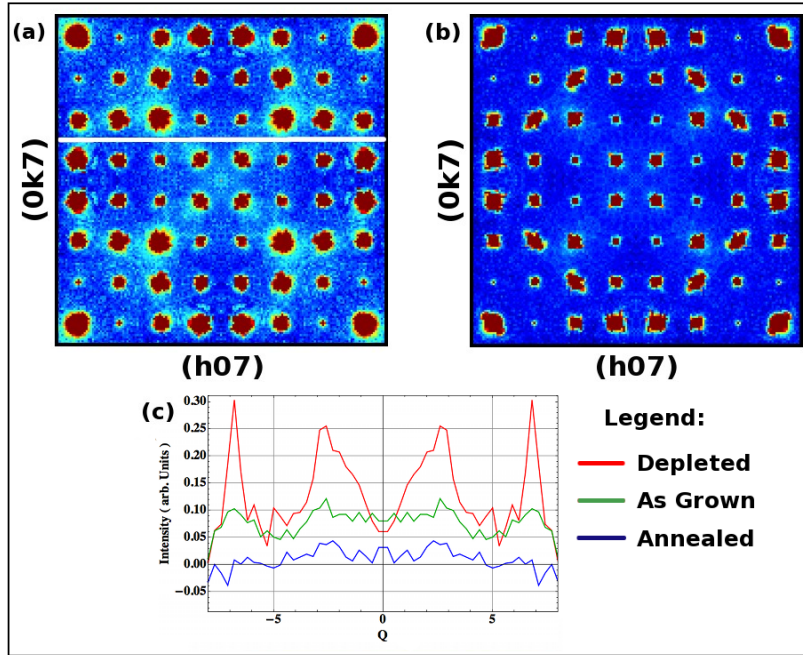 (a)
(b)
(0k7)
(0k7)
(h07)
(h07)
(c)
0.30
0.25
0.20
0.15
0.10
0.05
0.00
−0.05
Intensity ( arb. Units )
−5
0
5
Q
Legend:
Depleted
As Grown
Annealed